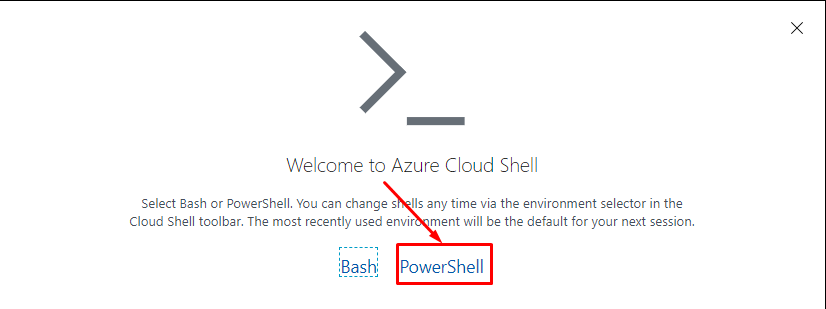 Welcome to Azure Cloud Shell
Select Bash or PowerShell. You can change shells any time via the environment selector in the
Cloud Shell toolbar. The most recently used environment will be the default for your next session.
Bash PowerShell